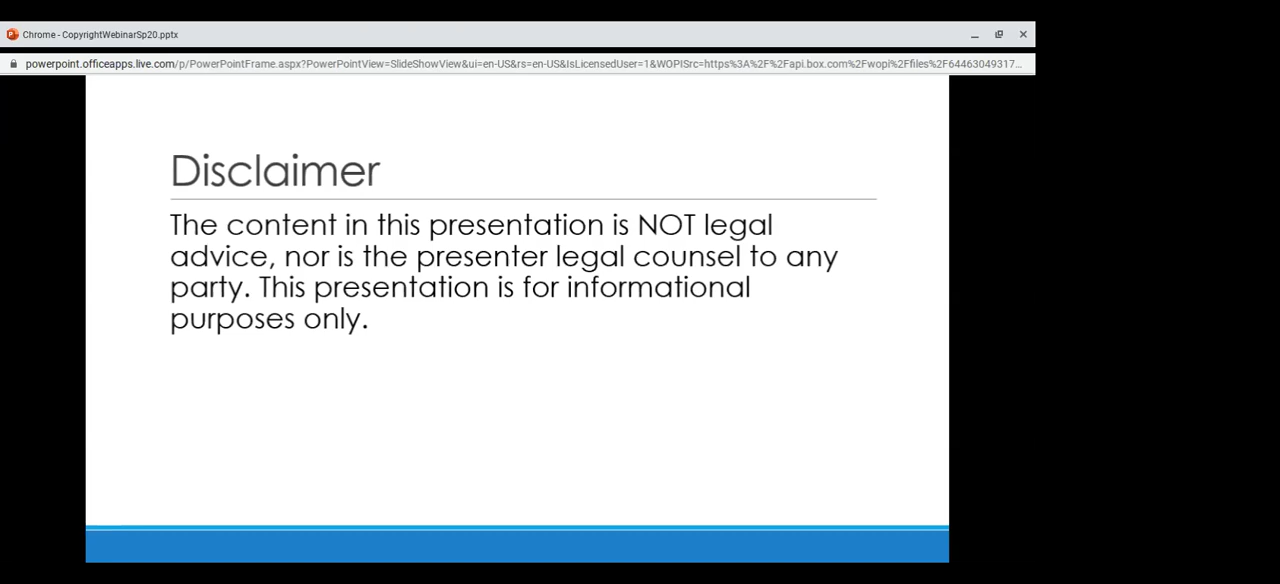 Chrome - CopyrightWebinarSp20.pptx
powerpoint.officeapps.live.com/p/PowerPointFrame.aspx?PowerPointView=SlideShowView&ui=en-US&rs=en-US&IsLicensedUser=1&WOPISrc=https%3A%2F%2Fapi.box.com%2Fwopi%2Ffiles%2F64463049317...
Disclaimer
The content in this presentation is NOT legal
advice, nor is the presenter legal counsel to any
party. This presentation is for informational
purposes only.